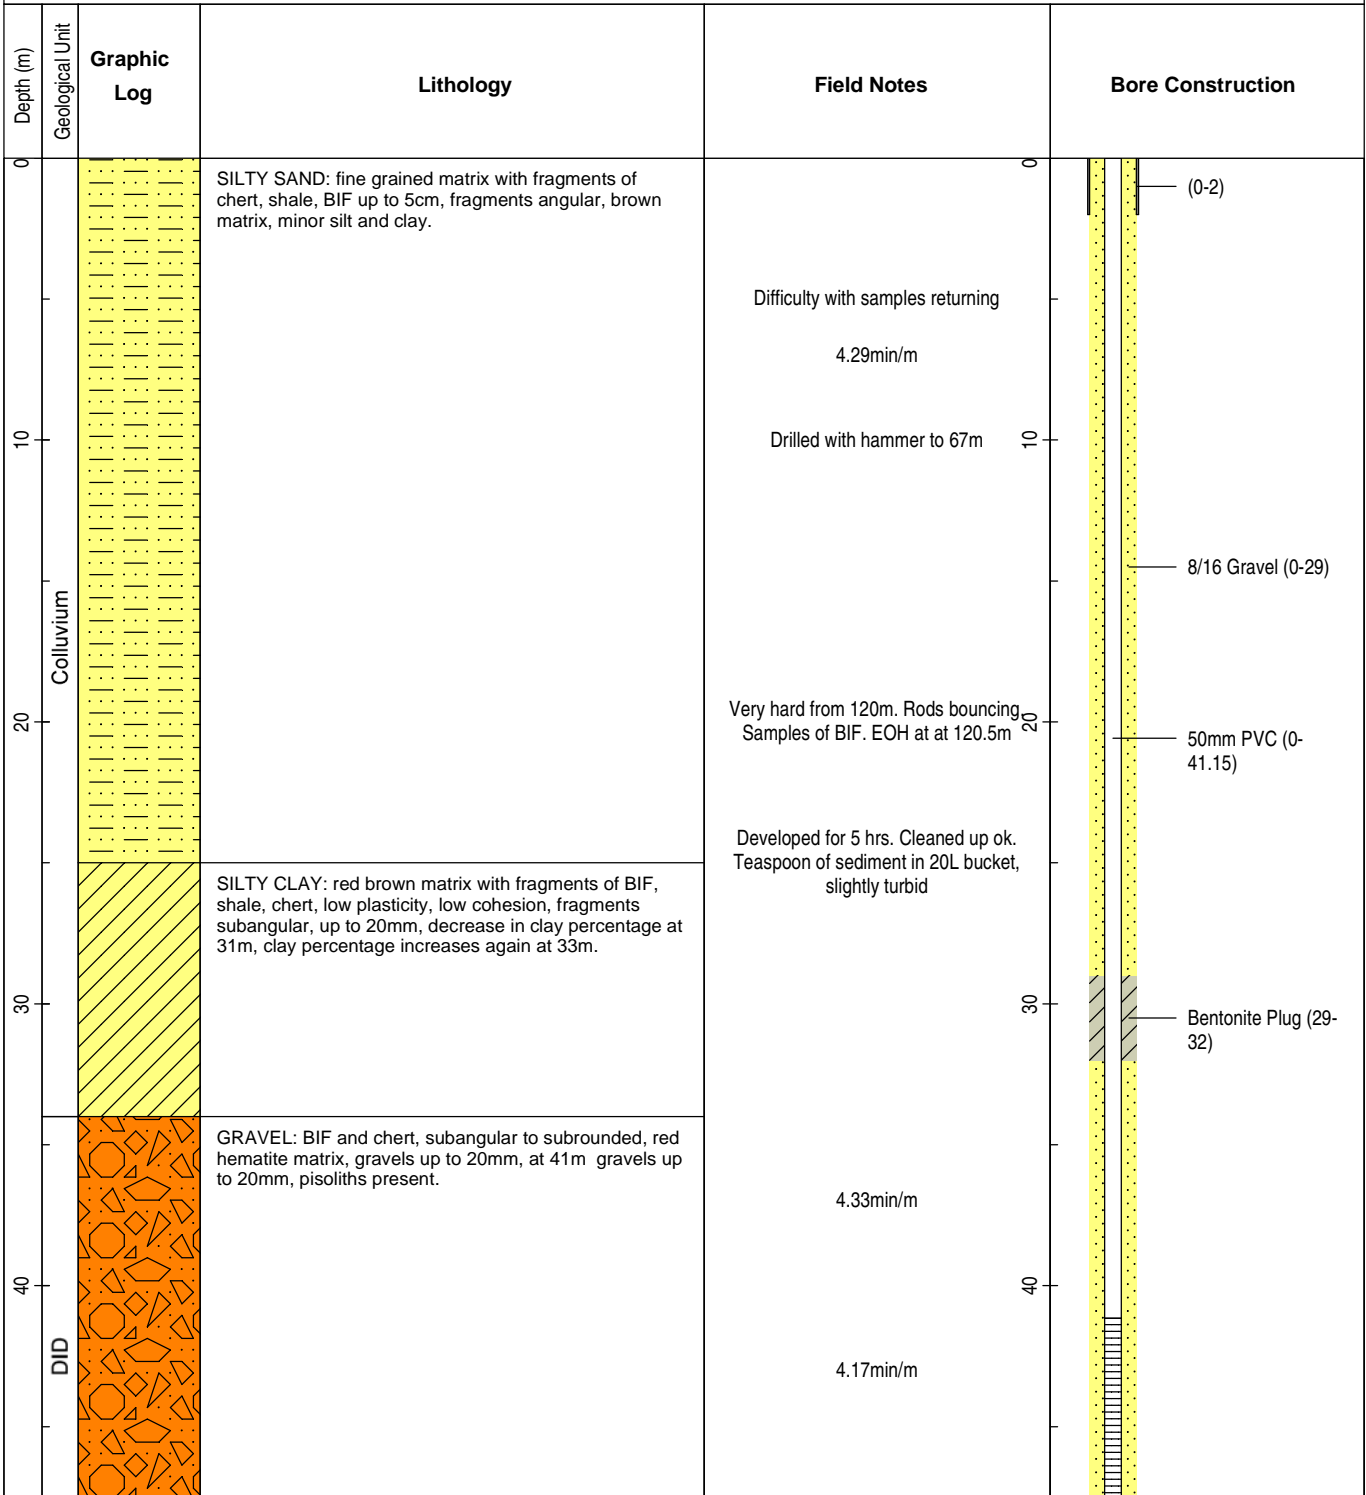 Depth (m)
Geological Unit
Graphic
Log
Lithology
Field Notes
Bore Construction
0
SILTY SAND: fine grained matrix with fragments of
chert, shale, BIF up to 5cm, fragments angular, brown
matrix, minor silt and clay.
0
(0-2)
Difficulty with samples returning
4.29min/m
10
Drilled with hammer to 67m
10
8/16 Gravel (0-29)
Colluvium
20
Very hard from 120m. Rods bouncing
Samples of BIF. EOH at at 120.5m
20
50mm PVC (0-
41.15)
Developed for 5 hrs. Cleaned up ok.
Teaspoon of sediment in 20L bucket,
slightly turbid
SILTY CLAY: red brown matrix with fragments of BIF,
shale, chert, low plasticity, low cohesion, fragments
subangular, up to 20mm, decrease in clay percentage at
31m, clay percentage increases again at 33m.
30
30
Bentonite Plug (29-
32)
GRAVEL: BIF and chert, subangular to subrounded, red
hematite matrix, gravels up to 20mm, at 41m gravels up
to 20mm, pisoliths present.
4.33min/m
40
40
DID
4.17min/m